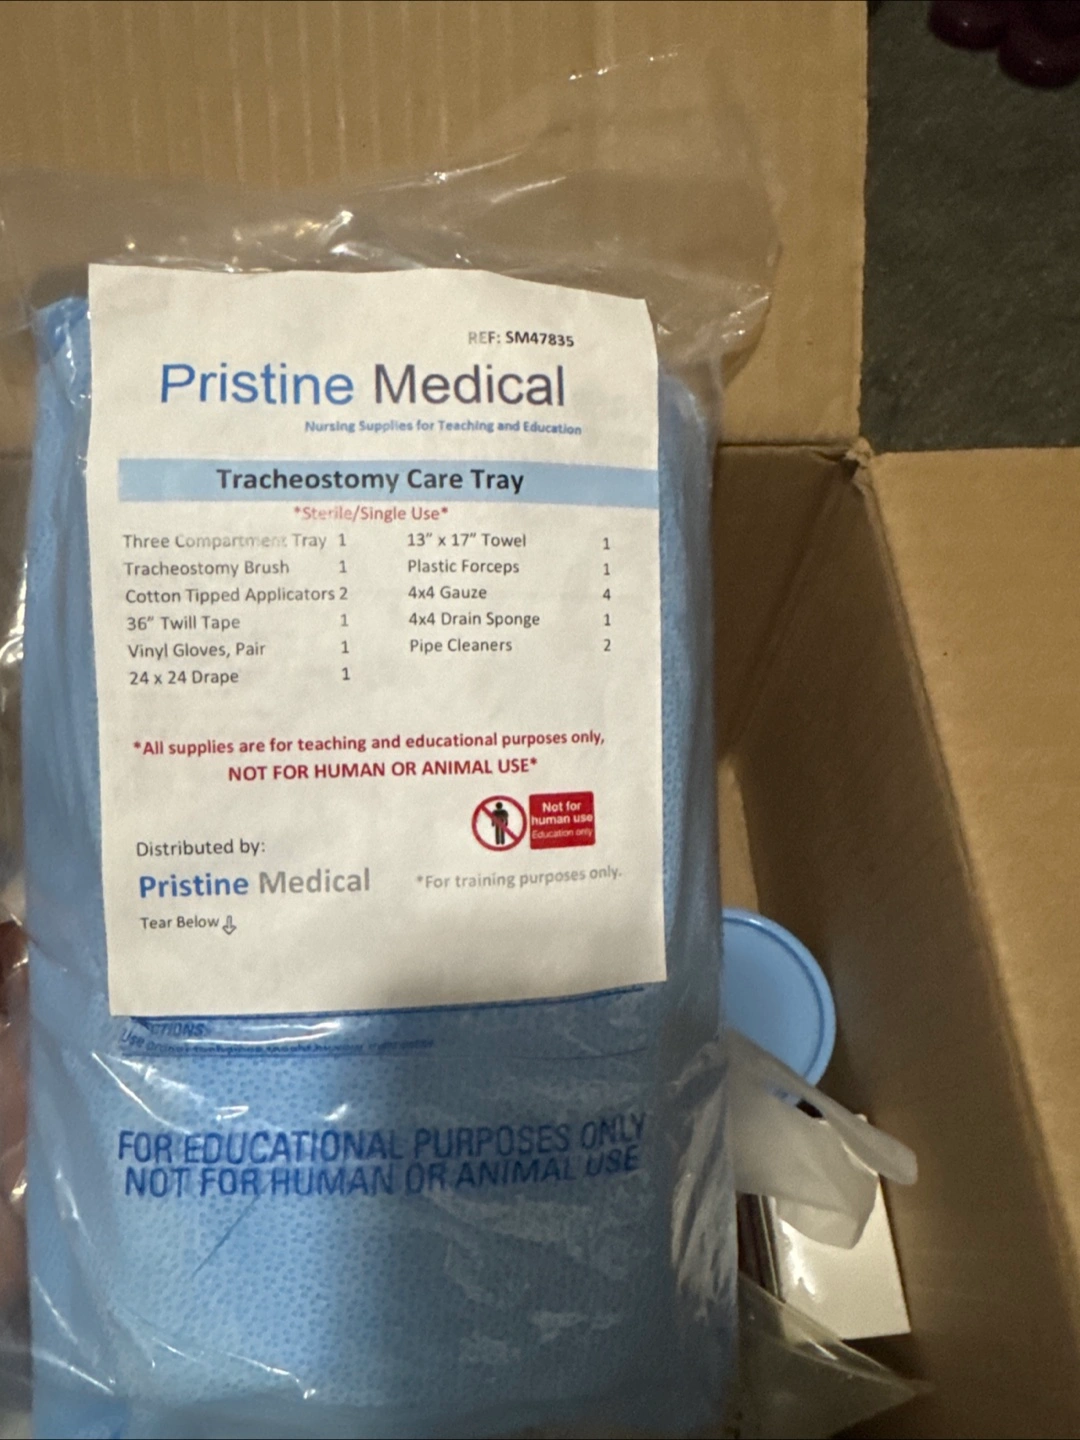 REF: SM47835
Pristine Medical
Nursing Supplies for Teaching and Education
Tracheostomy Care Tray
*Sterile/Single Use*
Three Compartment Tray 1 13" x 17" Towel 1
Tracheostomy Brush 1 Plastic Forceps 1
Cotton Tipped Applicators 2 4x4 Gauze 4
36" Twill Tape 1 4x4 Drain Sponge 1
Vinyl Gloves, Pair 1 Pipe Cleaners 2
24 x 24 Drape 1
*All supplies are for teaching and educational purposes only,
NOT FOR HUMAN OR ANIMAL USE*
Not for
human use
Education only
Distributed by:
Pristine Medical
*For training purposes only.
Tear Below
Use
FOR EDUCATIONAL PURPOSES ONLY
NOT FOR HUMAN OR ANIMAL USE